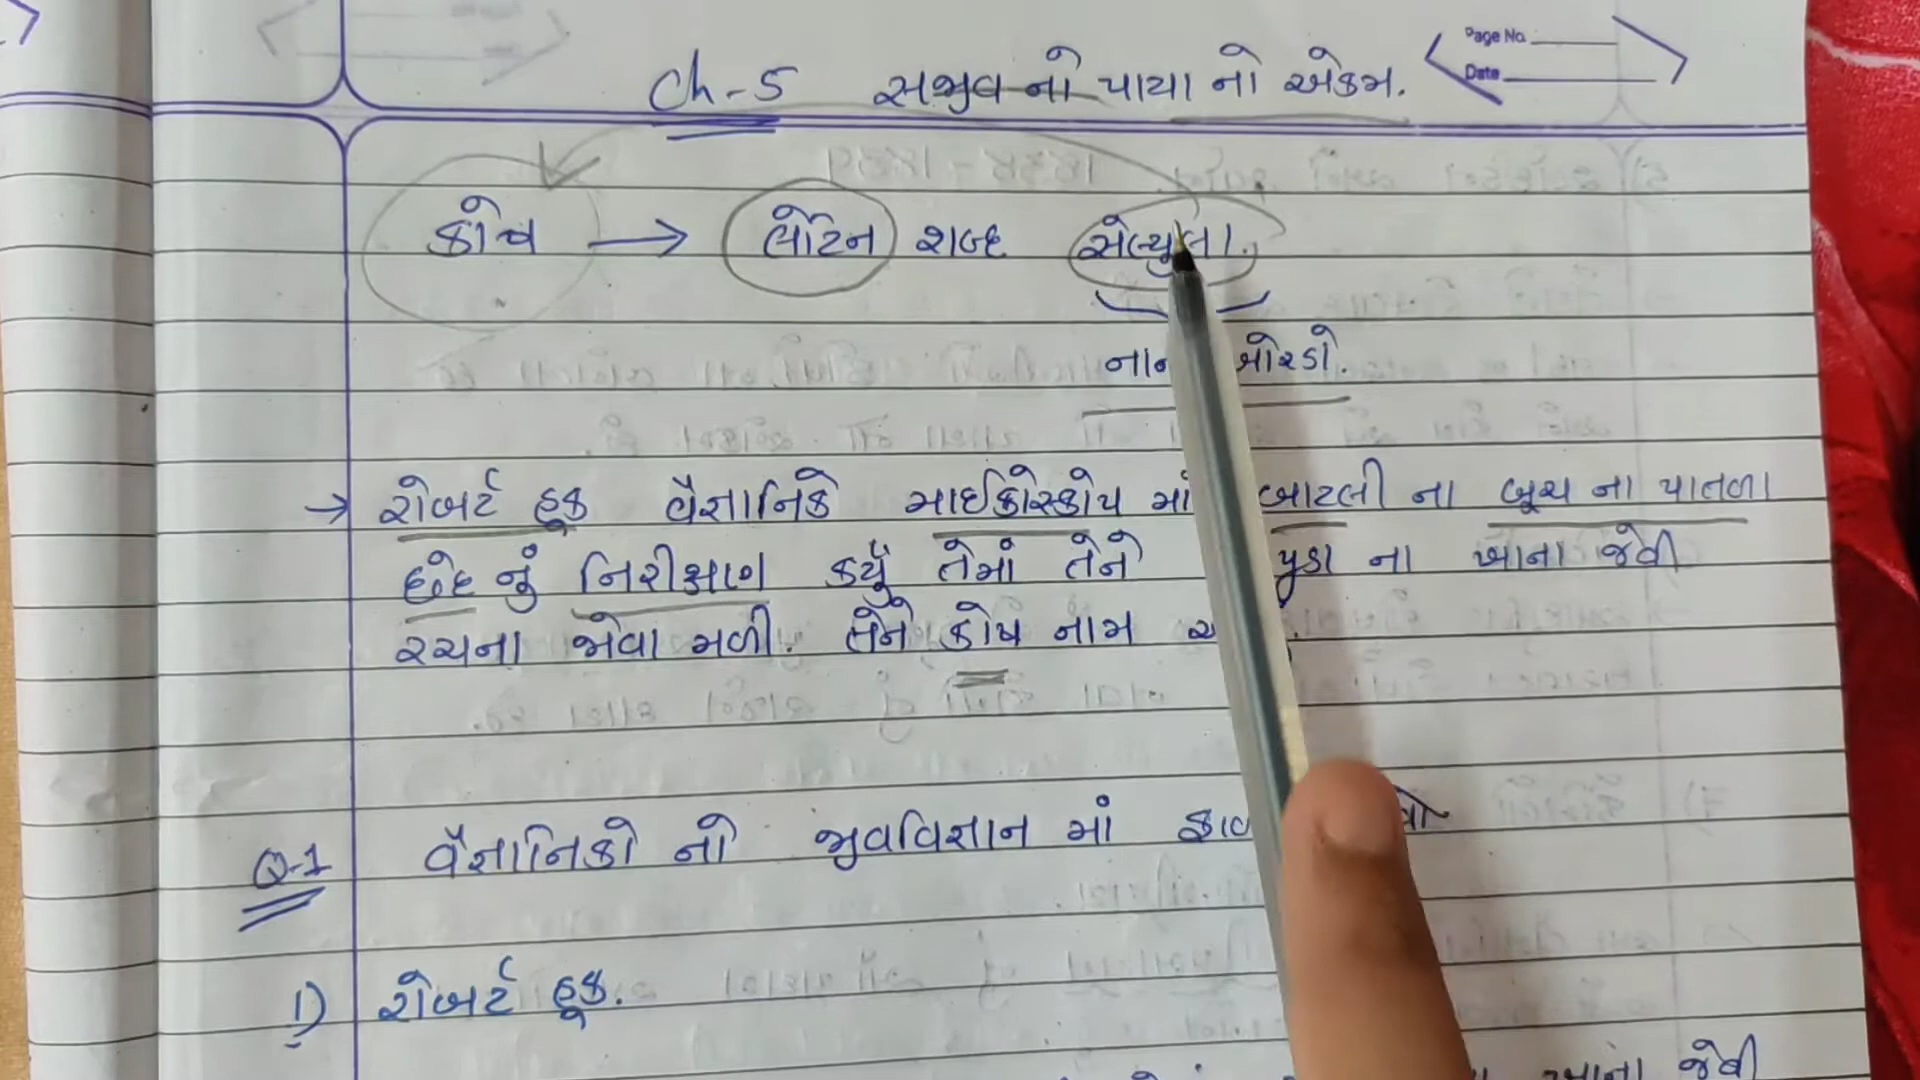 Page No.
Date
Ch-5 સજીવ નો પાયા નો એકમ.
કોષ → લેટિન શબ્દ સેલ્યુલા.
ઓરડો.
→ રોબર્ટ હૂક વૈજ્ઞાનિકે માઈક્રોસ્કોપ માં બાટલી ના બૂચ ના પાતળા
છેદ નું નિરીક્ષણ કર્યું તેમાં તેને પુડા ના ખાના જેવી
રચના જોવા મળી. તેને કોષ નામ
Q-1 વૈજ્ઞાનિકો નો જીવવિજ્ઞાન માં
1) રોબર્ટ હૂક.
ખાના જેવી